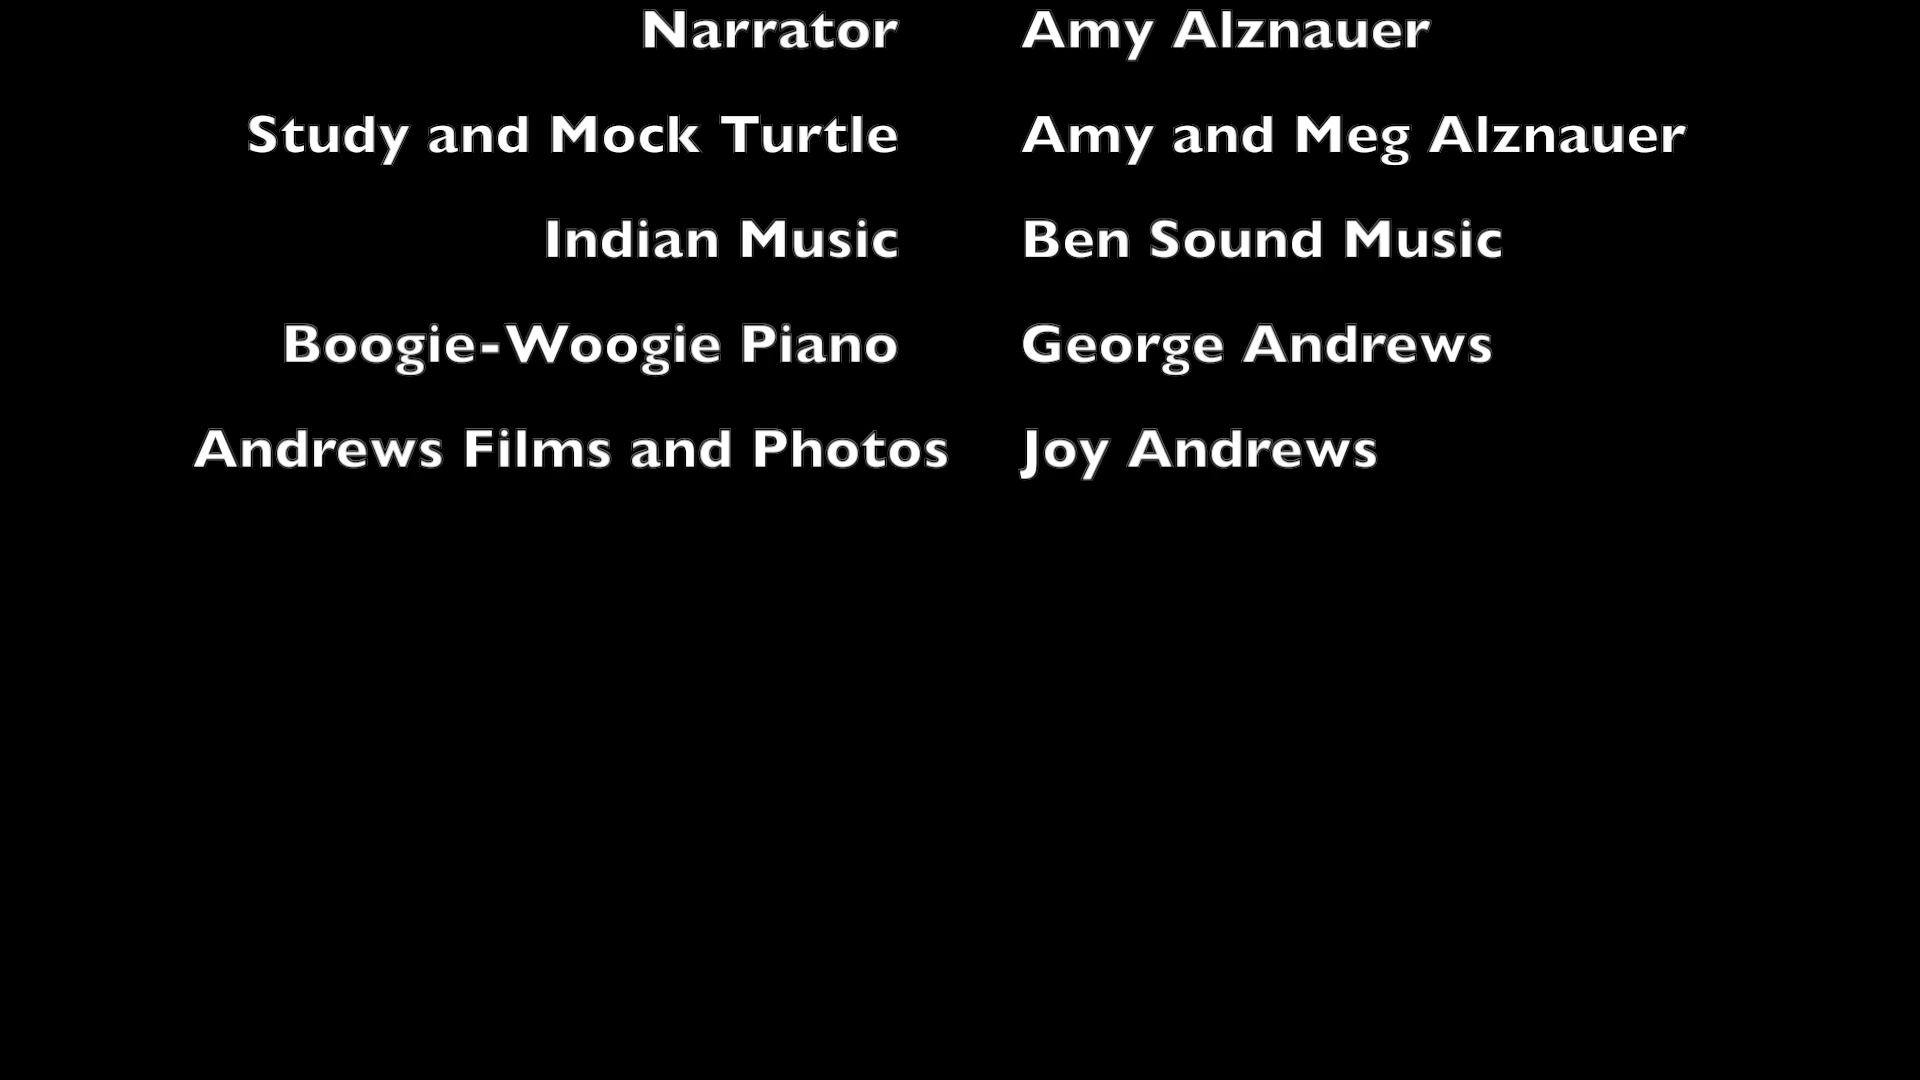 Narrator Amy Alznauer
Study and Mock Turtle Amy and Meg Alznauer
Indian Music Ben Sound Music
Boogie-Woogie Piano George Andrews
Andrews Films and Photos Joy Andrews